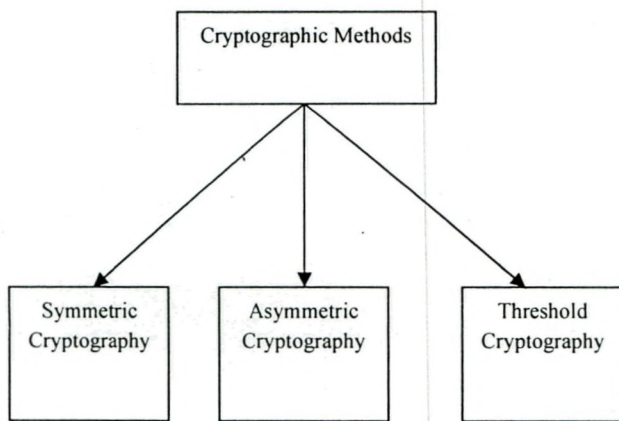 Cryptographic Methods
Symmetric
Cryptography
Asymmetric
Cryptography
Threshold
Cryptography